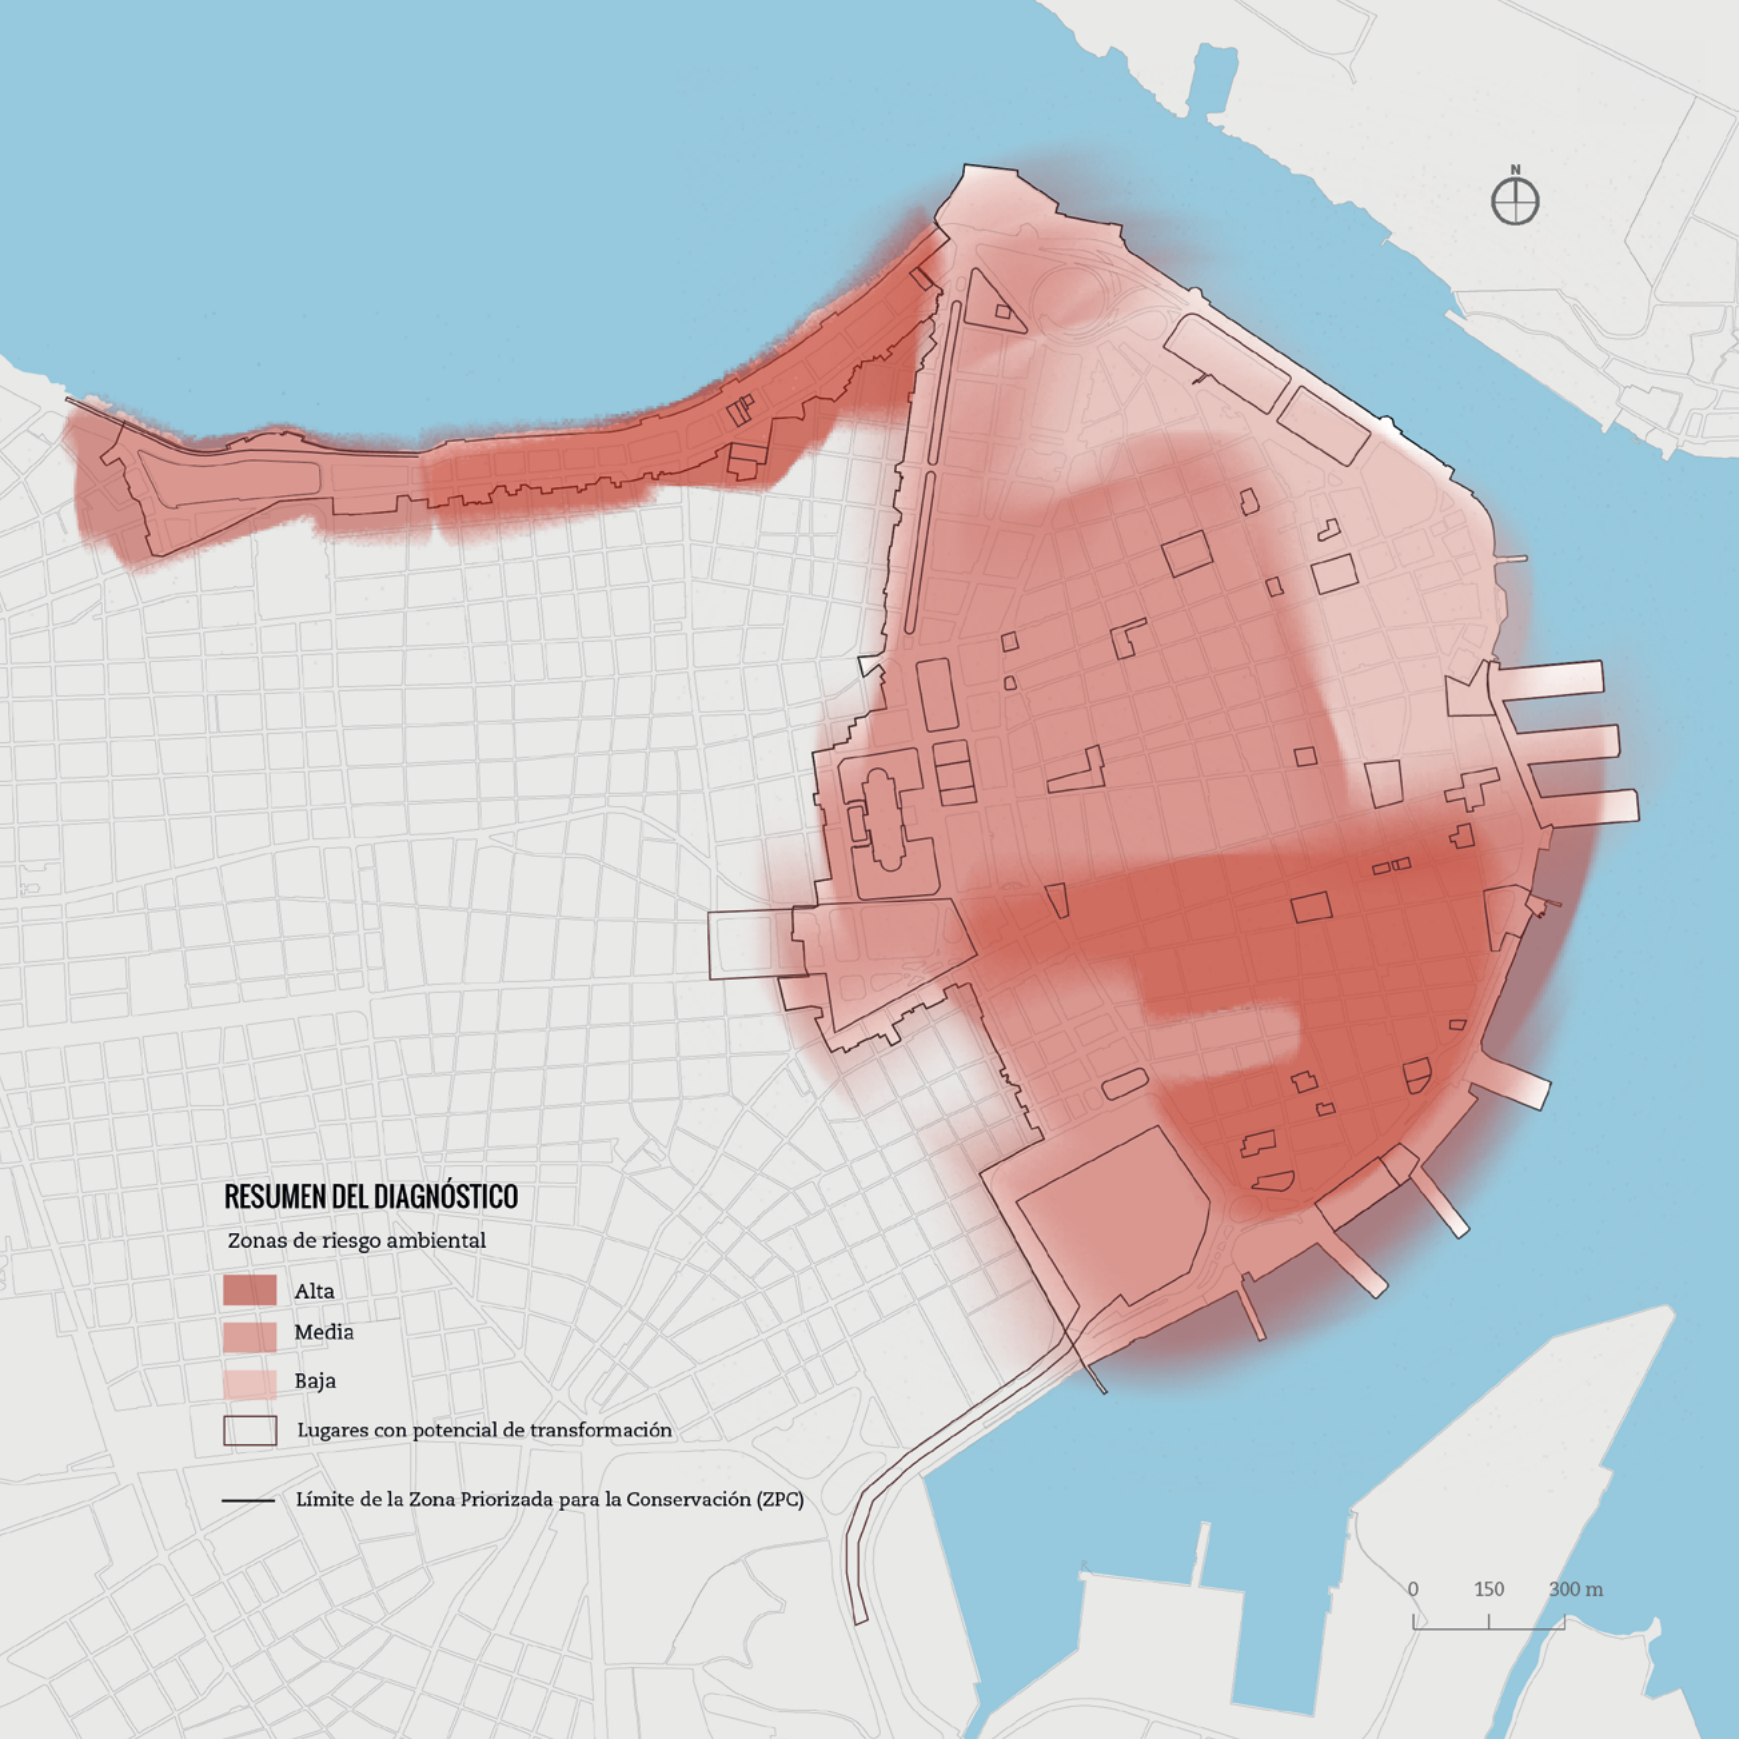 N
RESUMEN DEL DIAGNÓSTICO
Zonas de riesgo ambiental
Alta
Media
Baja
Lugares con potencial de transformación
Límite de la Zona Priorizada para la Conservación (ZPC)
0 150 300 m